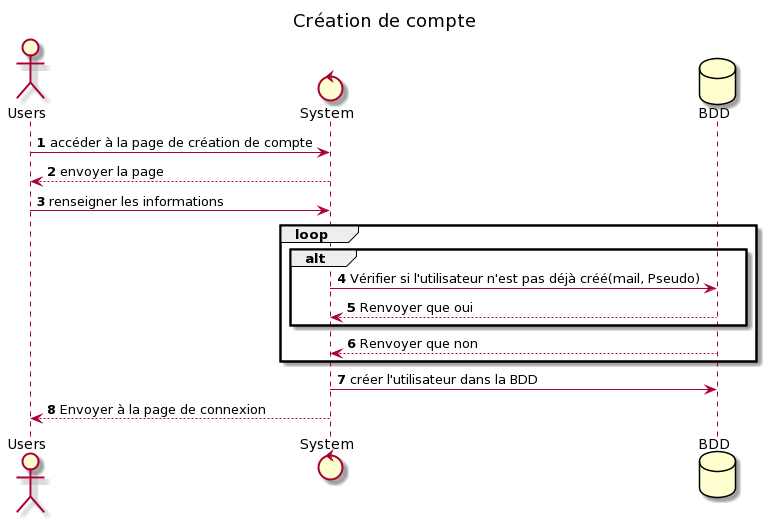 Création de compte
Users
System
BDD
1 accéder à la page de création de compte
2 envoyer la page
3 renseigner les informations
loop
alt
4 Vérifier si l'utilisateur n'est pas déjà créé(mail, Pseudo)
5 Renvoyer que oui
6 Renvoyer que non
7 créer l'utilisateur dans la BDD
8 Envoyer à la page de connexion
Users
System
BDD